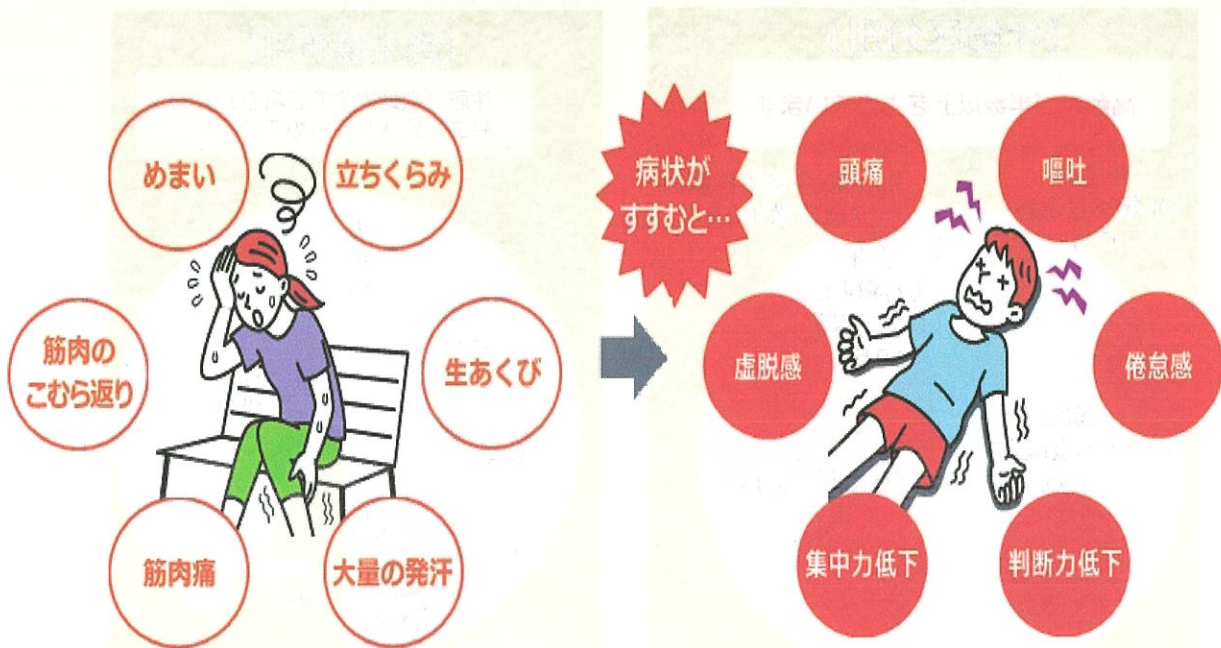 めまい
立ちくらみ
筋肉の
こむら返り
生あくび
筋肉痛
大量の発汗
病状が
すすむと…
頭痛
嘔吐
虚脱感
倦怠感
集中力低下
判断力低下